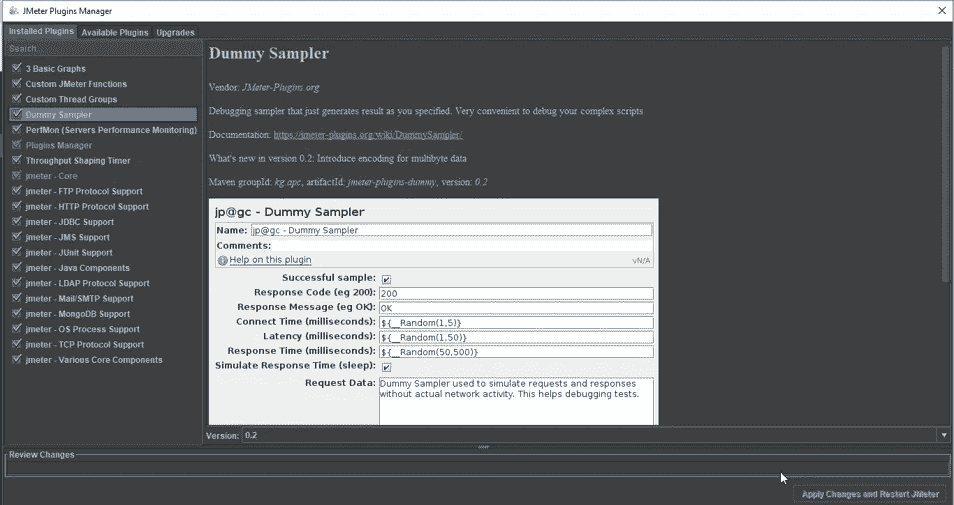 JMeter Plugins Manager
Installed Plugins Available Plugins Upgrades
Search...
3 Basic Graphs
Custom JMeter Functions
Custom Thread Groups
Dummy Sampler
PerfMon (Servers Performance Monitoring)
Plugins Manager
Throughput Shaping Timer
jmeter - Core
jmeter - FTP Protocol Support
jmeter - HTTP Protocol Support
jmeter - JDBC Support
jmeter - JMS Support
jmeter - JUnit Support
jmeter - Java Components
jmeter - LDAP Protocol Support
jmeter - Mail/SMTP Support
jmeter - MongoDB Support
jmeter - OS Process Support
jmeter - TCP Protocol Support
jmeter - Various Core Components
Dummy Sampler
Vendor: JMeter-Plugins.org
Debugging sampler that just generates result as you specified. Very convenient to debug your complex scripts
Documentation: https://jmeter-plugins.org/wiki/DummySampler/
What's new in version 0.2: Introduce encoding for multibyte data
Maven groupId: kg.apc, artifactId: jmeter-plugins-dummy, version: 0.2
jp@gc - Dummy Sampler
Name: jp@gc - Dummy Sampler
Comments:
Help on this plugin vN/A
Successful sample:
Response Code (eg 200): 200
Response Message (eg OK): OK
Connect Time (milliseconds): ${__Random(1,5)}
Latency (milliseconds): ${__Random(1,50)}
Response Time (milliseconds): ${__Random(50,500)}
Simulate Response Time (sleep):
Request Data: Dummy Sampler used to simulate requests and responses
without actual network activity. This helps debugging tests.
Version: 0.2
Review Changes
Apply Changes and Restart JMeter